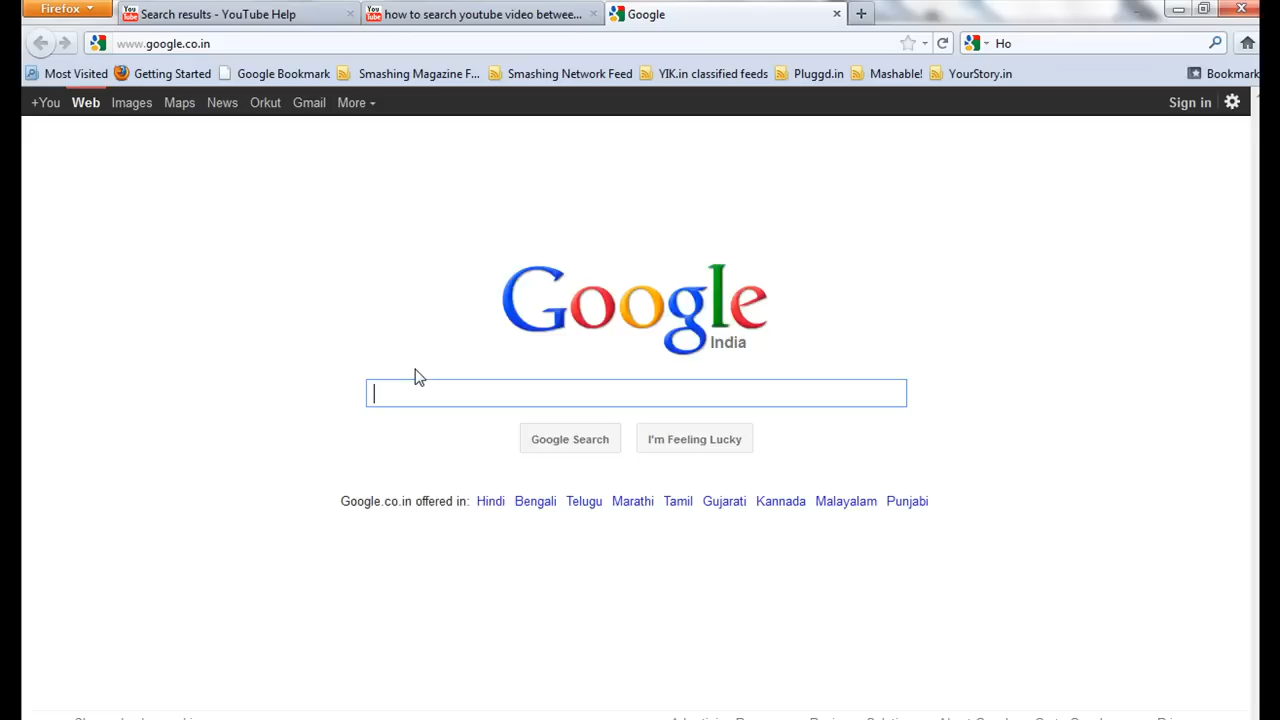 Firefox
Search results - YouTube Help
how to search youtube video betwee...
Google
www.google.co.in
Ho
Most Visited Getting Started Google Bookmark Smashing Magazine F... Smashing Network Feed YIK.in classified feeds Pluggd.in Mashable! YourStory.in Bookmark
+You Web Images Maps News Orkut Gmail More Sign in
Google
India
Google Search I'm Feeling Lucky
Google.co.in offered in: Hindi Bengali Telugu Marathi Tamil Gujarati Kannada Malayalam Punjabi